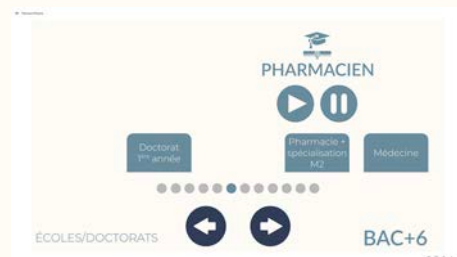 PHARMACIEN
Doctorat
1ère année
Pharmacie +
spécialisation
M2
Médecine
ÉCOLES/DOCTORATS
BAC+6